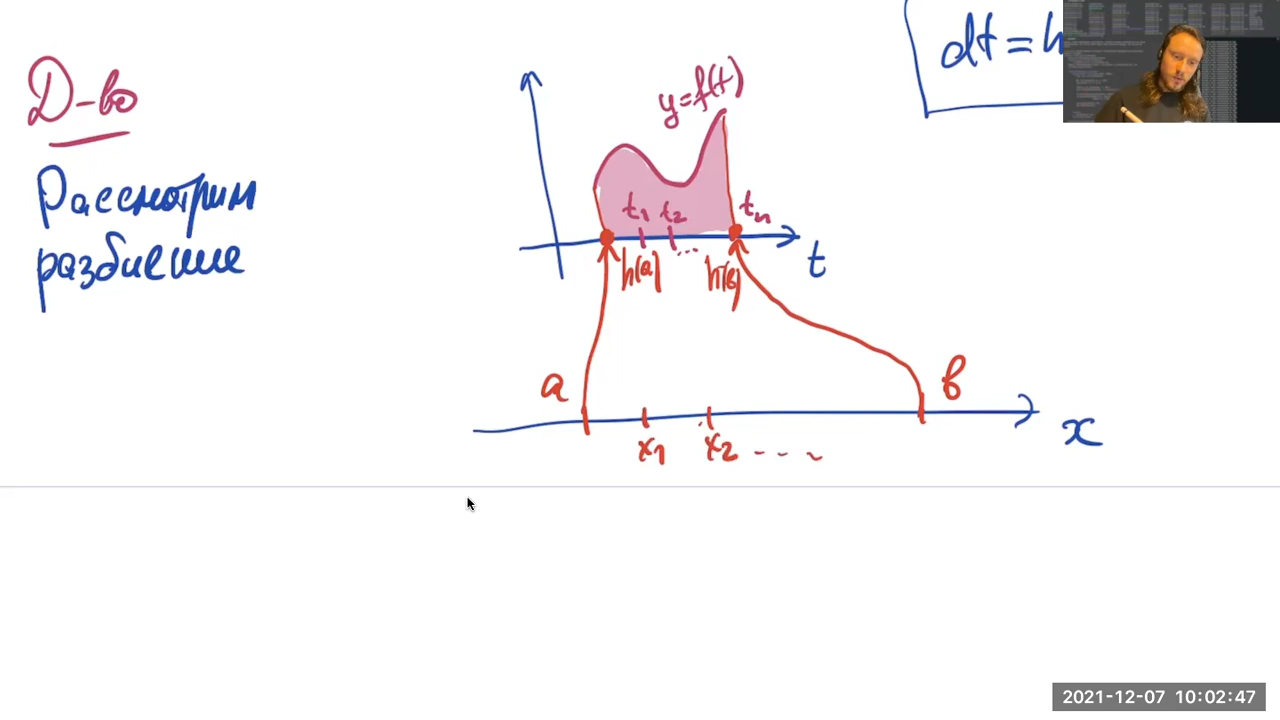 Д-во
Рассмотрим
разбиение
dt = h
y=f(t)
t₁ t₂ ... tₙ
h(a) h(в)
t
a в
x₁ x₂ ....
x
2021-12-07 10:02:47